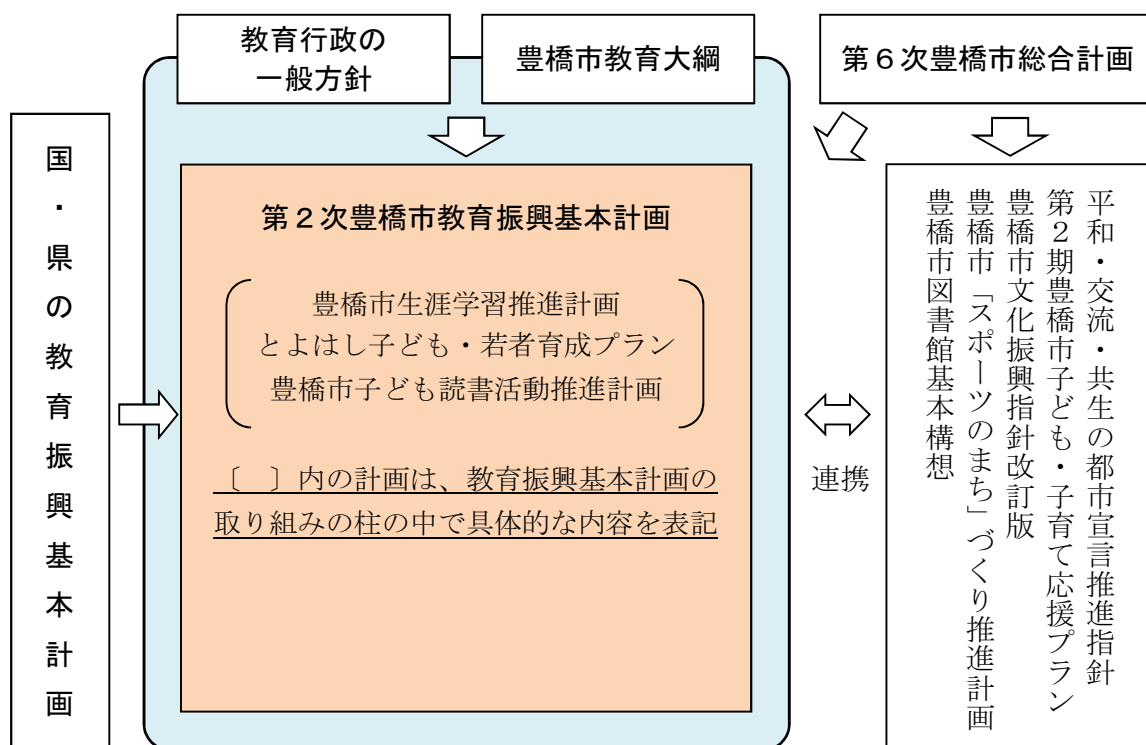 教育行政の
一般方針
豊橋市教育大綱
第６次豊橋市総合計画
国・県の教育振興基本計画
第２次豊橋市教育振興基本計画
豊橋市生涯学習推進計画
とよはし子ども・若者育成プラン
豊橋市子ども読書活動推進計画
〔　〕内の計画は、教育振興基本計画の
取り組みの柱の中で具体的な内容を表記
連携
平和・交流・共生の都市宣言推進指針
第２期豊橋市子ども・子育て応援プラン
豊橋市文化振興指針改訂版
豊橋市「スポーツのまち」づくり推進計画
豊橋市図書館基本構想